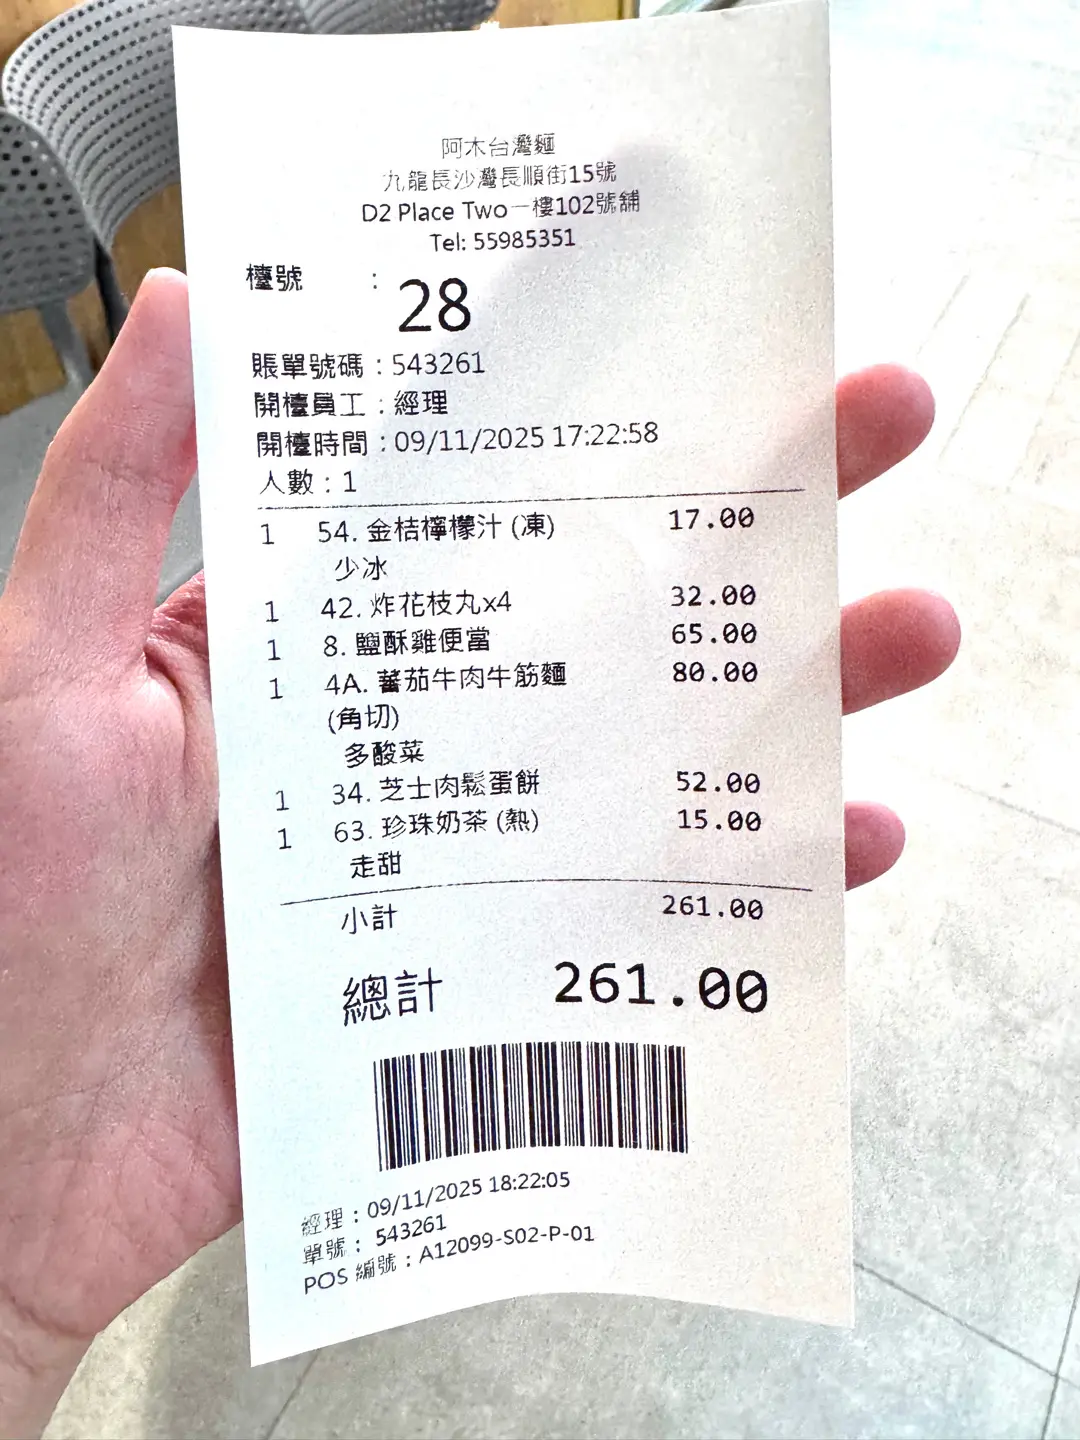 阿木台灣麵
九龍長沙灣長順街15號
D2 Place Two一樓102號舖
Tel: 55985351
檯號 : 28
賬單號碼 : 543261
開檯員工 : 經理
開檯時間 : 09/11/2025 17:22:58
人數 : 1
1 54. 金桔檸檬汁 (凍) 17.00
少冰
1 42. 炸花枝丸x4 32.00
1 8. 鹽酥雞便當 65.00
1 4A. 蕃茄牛肉牛筋麵 80.00
(角切)
多酸菜
1 34. 芝士肉鬆蛋餅 52.00
1 63. 珍珠奶茶 (熱) 15.00
走甜
小計 261.00
總計 261.00
經理 : 09/11/2025 18:22:05
單號 : 543261
POS 編號 : A12099-S02-P-01